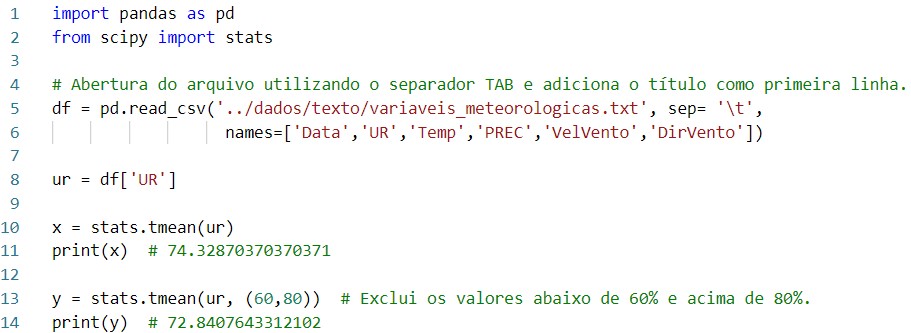 1 import pandas as pd
2 from scipy import stats
3
4 # Abertura do arquivo utilizando o separador TAB e adiciona o título como primeira linha.
5 df = pd.read_csv('../dados/texto/variaveis_meteorologicas.txt', sep= '\t',
6 names=['Data','UR','Temp','PREC','VelVento','DirVento'])
7
8 ur = df['UR']
9
10 x = stats.tmean(ur)
11 print(x) # 74.32870370370371
12
13 y = stats.tmean(ur, (60,80)) # Exclui os valores abaixo de 60% e acima de 80%.
14 print(y) # 72.8407643312102